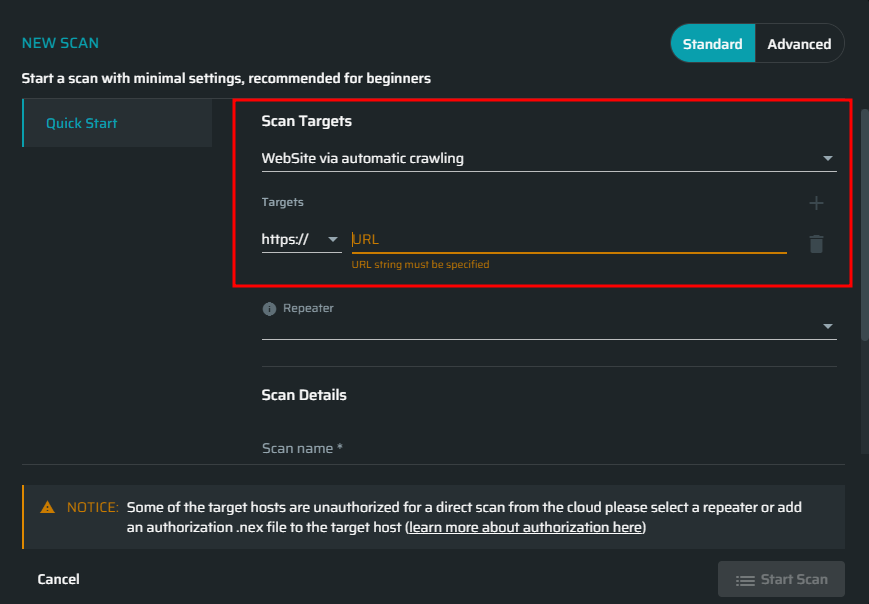 NEW SCAN
Standard
Advanced
Start a scan with minimal settings, recommended for beginners
Quick Start
Scan Targets
WebSite via automatic crawling
Targets
https://
URL
URL string must be specified
Repeater
Scan Details
Scan name *
NOTICE: Some of the target hosts are unauthorized for a direct scan from the cloud please select a repeater or add
an authorization .nex file to the target host (learn more about authorization here)
Cancel
Start Scan